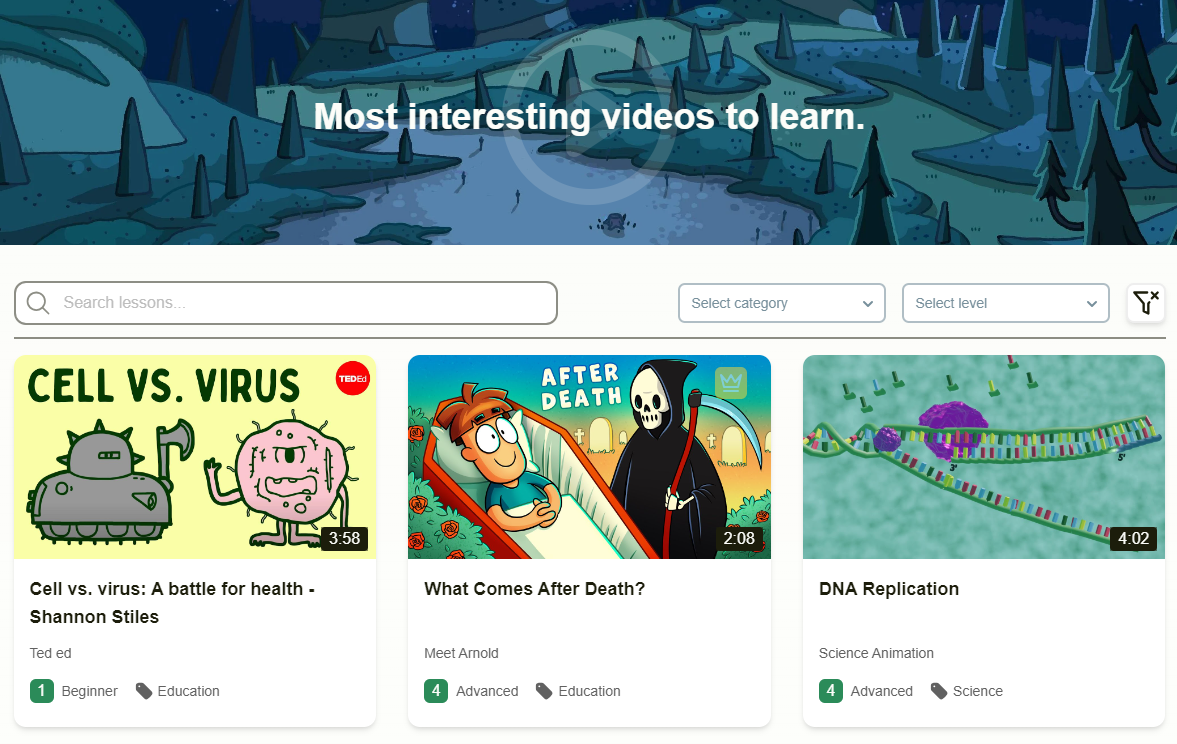 Most interesting videos to learn.
Search lessons...
Select category
Select level
CELL VS. VIRUS
TEDEd
3:58
AFTER
DEATH
2:08
3'
5'
4:02
Cell vs. virus: A battle for health -
Shannon Stiles
Ted ed
1 Beginner Education
What Comes After Death?
Meet Arnold
4 Advanced Education
DNA Replication
Science Animation
4 Advanced Science